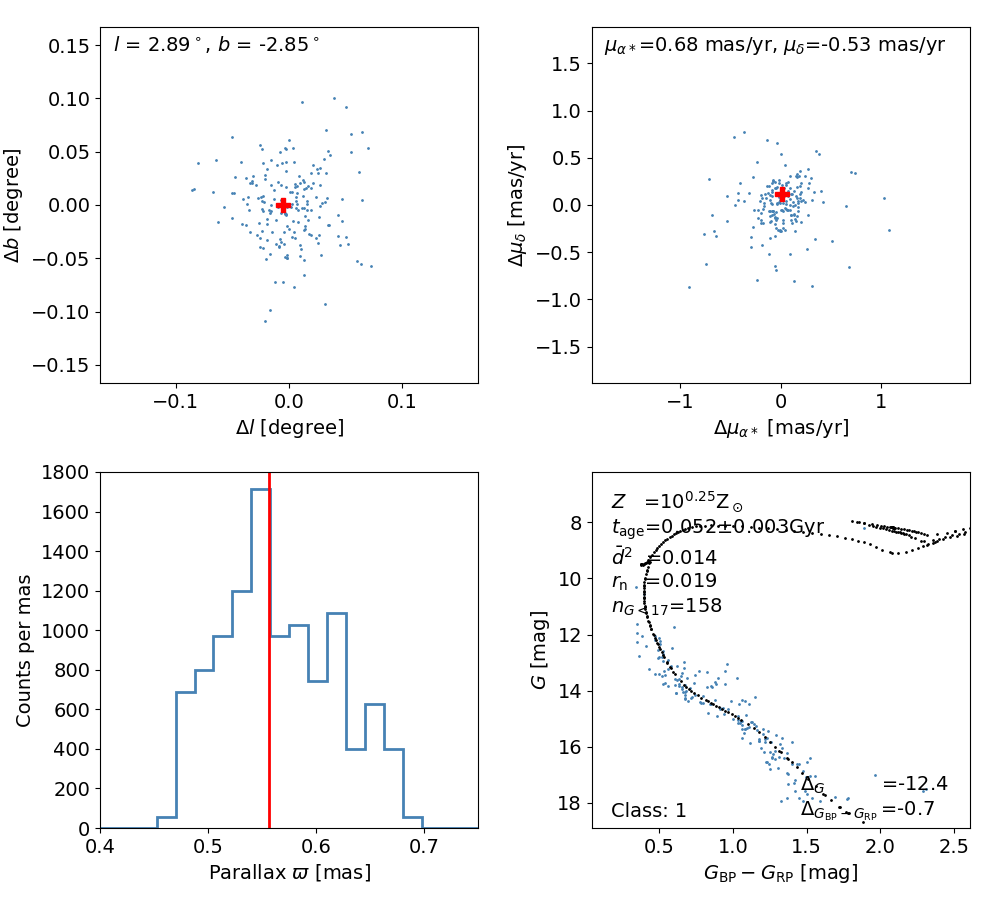 l = 2.89°, b = -2.85°
0.15
0.10
0.05
0.00
−0.05
−0.10
−0.15
Δb [degree]
−0.1 0.0 0.1
Δl [degree]
μα*=0.68 mas/yr, μδ=-0.53 mas/yr
1.5
1.0
0.5
0.0
−0.5
−1.0
−1.5
Δμδ [mas/yr]
−1 0 1
Δμα* [mas/yr]
1800
1600
1400
1200
1000
800
600
400
200
0
Counts per mas
0.4 0.5 0.6 0.7
Parallax ϖ [mas]
Z =10^0.25 Z⊙
t_age=0.052±0.003Gyr
d̄² =0.014
r_n =0.019
n_G<17=158
8
10
12
14
16
18
G [mag]
Δ_G =-12.4
Δ_GBP−GRP=-0.7
Class: 1
0.5 1.0 1.5 2.0 2.5
G_BP − G_RP [mag]